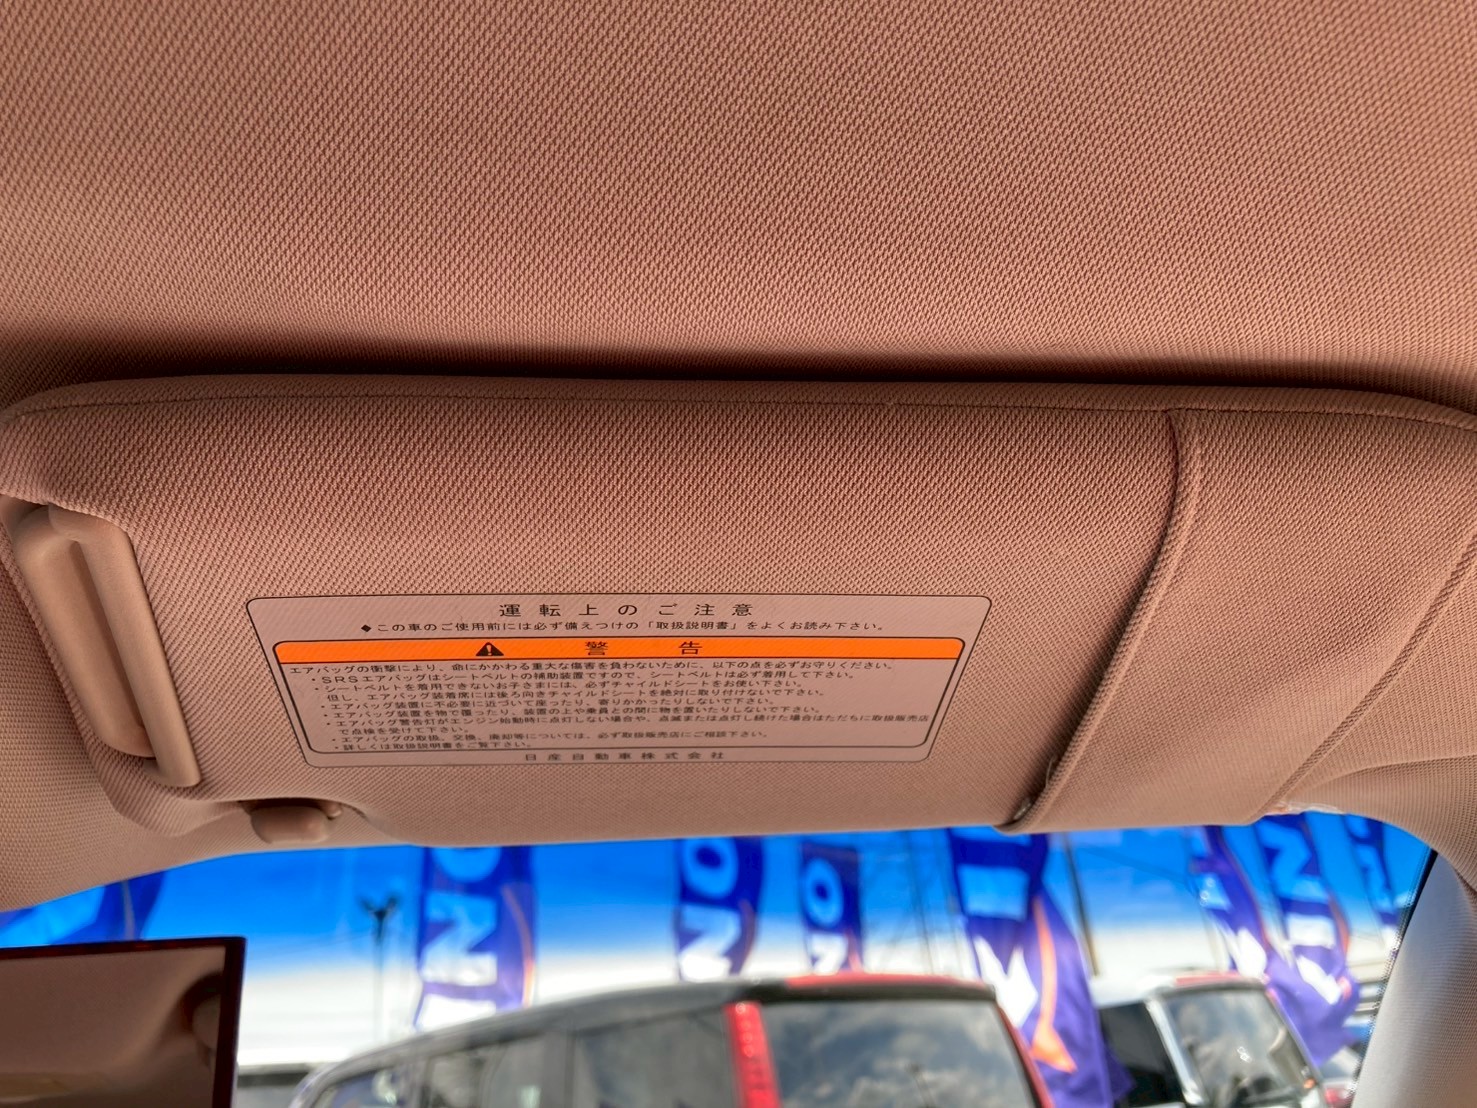 運転上のご注意
◆この車のご使用前には必ず備えつけの「取扱説明書」をよくお読み下さい。
警告
エアバッグの衝撃により、命にかかわる重大な傷害を負わないために、以下の点を必ずお守りください。
・SRSエアバッグはシートベルトの補助装置ですので、シートベルトは必ず着用して下さい。
・シートベルトを着用できないお子さまには、必ずチャイルドシートをお使い下さい。
但し、エアバッグ装着席には後ろ向きチャイルドシートを絶対に取り付けないで下さい。
・エアバッグ装置に不必要に近づいて座ったり、寄りかかったりしないで下さい。
・エアバッグ装置を物で覆ったり、装置の上や乗員との間に物を置いたりしないで下さい。
・エアバッグ警告灯がエンジン始動時に点灯しない場合や、点滅または点灯し続けた場合はただちに取扱販売店
で点検を受けて下さい。
・エアバッグの取扱、交換、廃却等については、必ず取扱販売店にご相談下さい。
・詳しくは取扱説明書をご覧下さい。
日産自動車株式会社